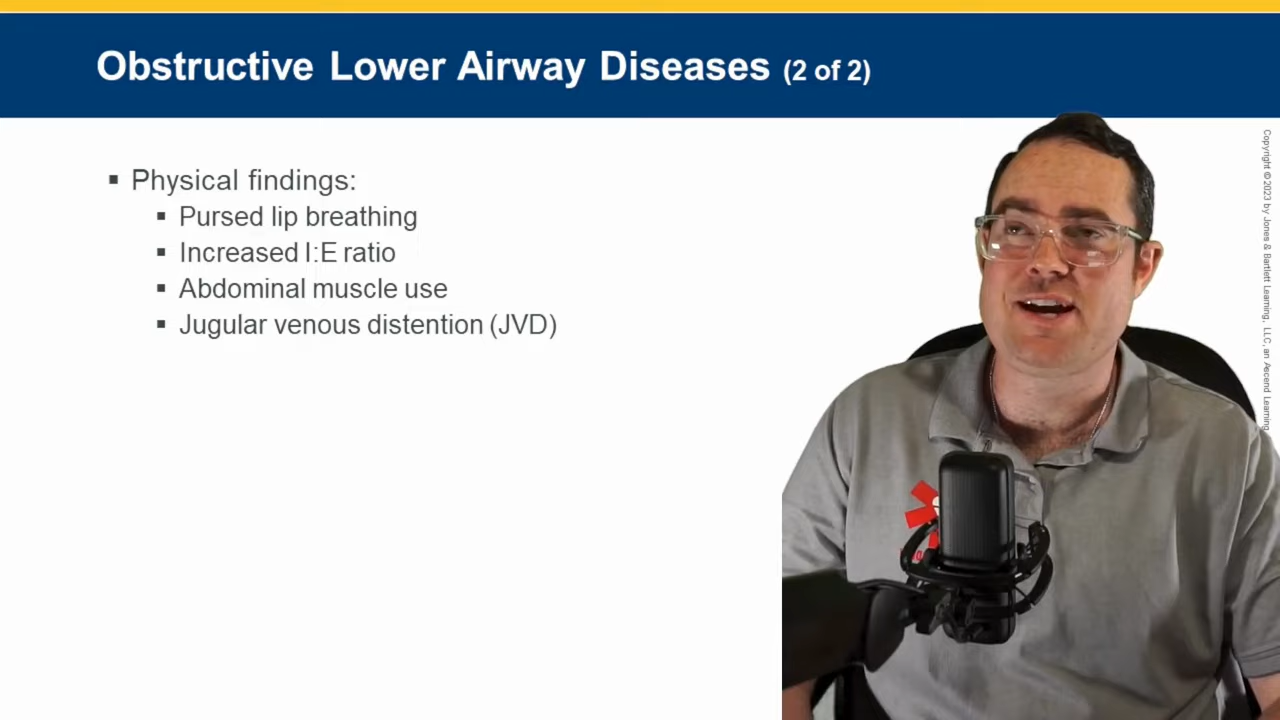 Obstructive Lower Airway Diseases (2 of 2)
▪ Physical findings:
▪ Pursed lip breathing
▪ Increased I:E ratio
▪ Abdominal muscle use
▪ Jugular venous distention (JVD)
Copyright ©2023 by Jones & Bartlett Learning, LLC, an Ascend Learning